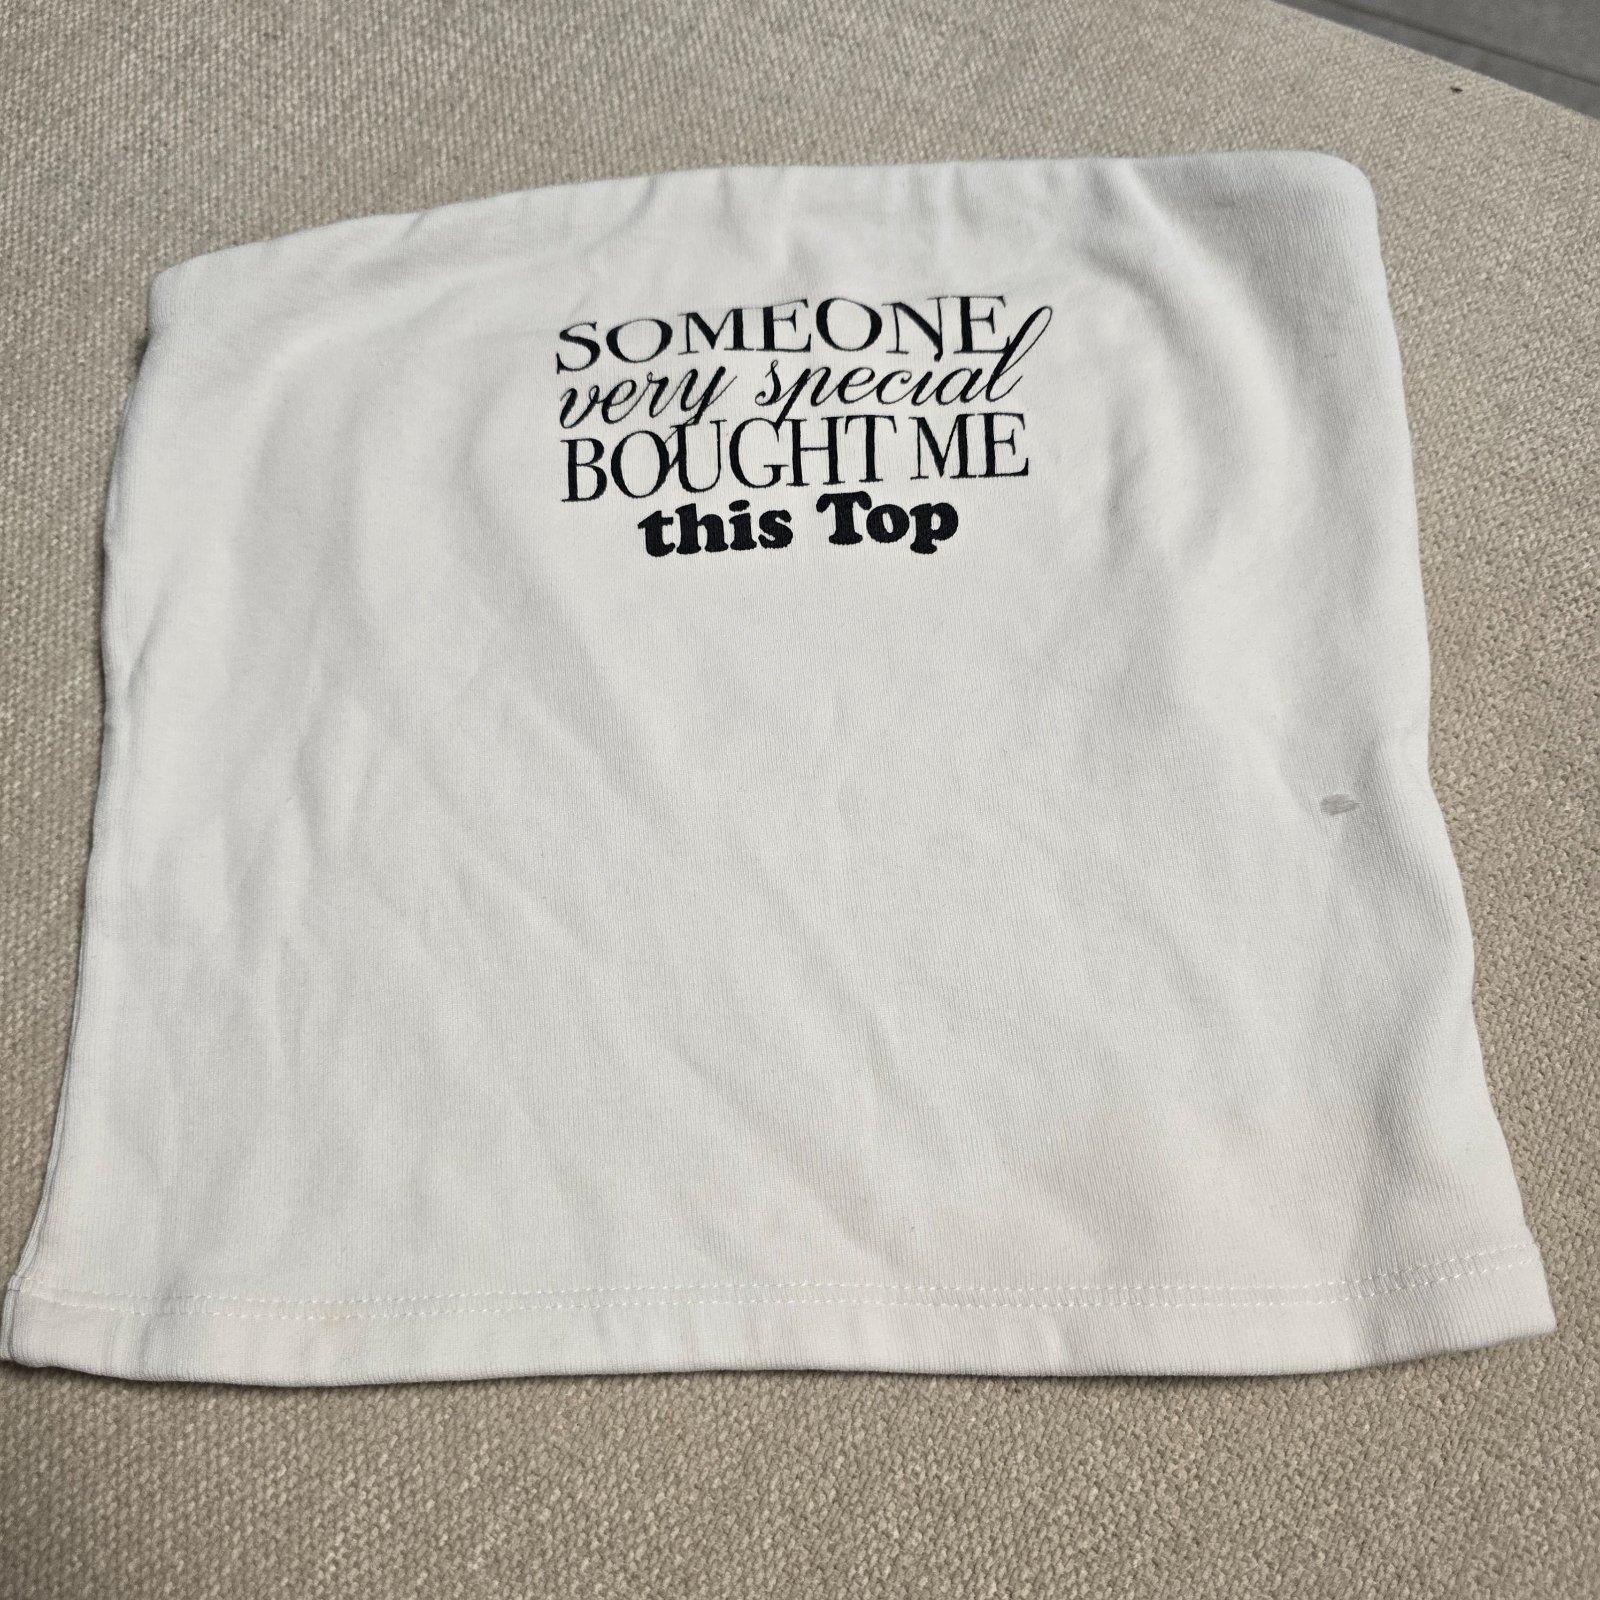 SOMEONE
very special
BOUGHT ME
this Top